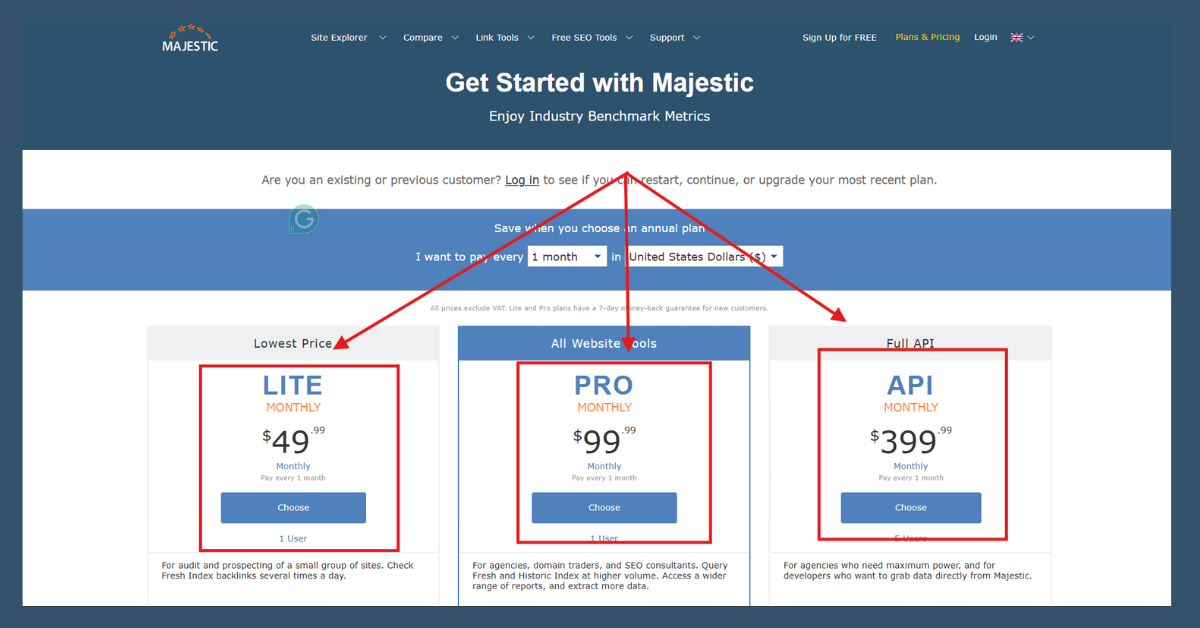 MAJESTIC
Site Explorer Compare Link Tools Free SEO Tools Support Sign Up for FREE Plans & Pricing Login
Get Started with Majestic
Enjoy Industry Benchmark Metrics
Are you an existing or previous customer? Log in to see if you can restart, continue, or upgrade your most recent plan.
G
Save when you choose an annual plan
I want to pay every 1 month in United States Dollars ($)
All prices exclude VAT. Lite and Pro plans have a 7-day money-back guarantee for new customers.
Lowest Price
LITE
MONTHLY
$49.99
Monthly
Pay every 1 month
Choose
1 User
For audit and prospecting of a small group of sites. Check
Fresh Index backlinks several times a day.
All Website Tools
PRO
MONTHLY
$99.99
Monthly
Pay every 1 month
Choose
1 User
For agencies, domain traders, and SEO consultants. Query
Fresh and Historic Index at higher volume. Access a wider
range of reports, and extract more data.
Full API
API
MONTHLY
$399.99
Monthly
Pay every 1 month
Choose
5 Users
For agencies who need maximum power, and for
developers who want to grab data directly from Majestic.